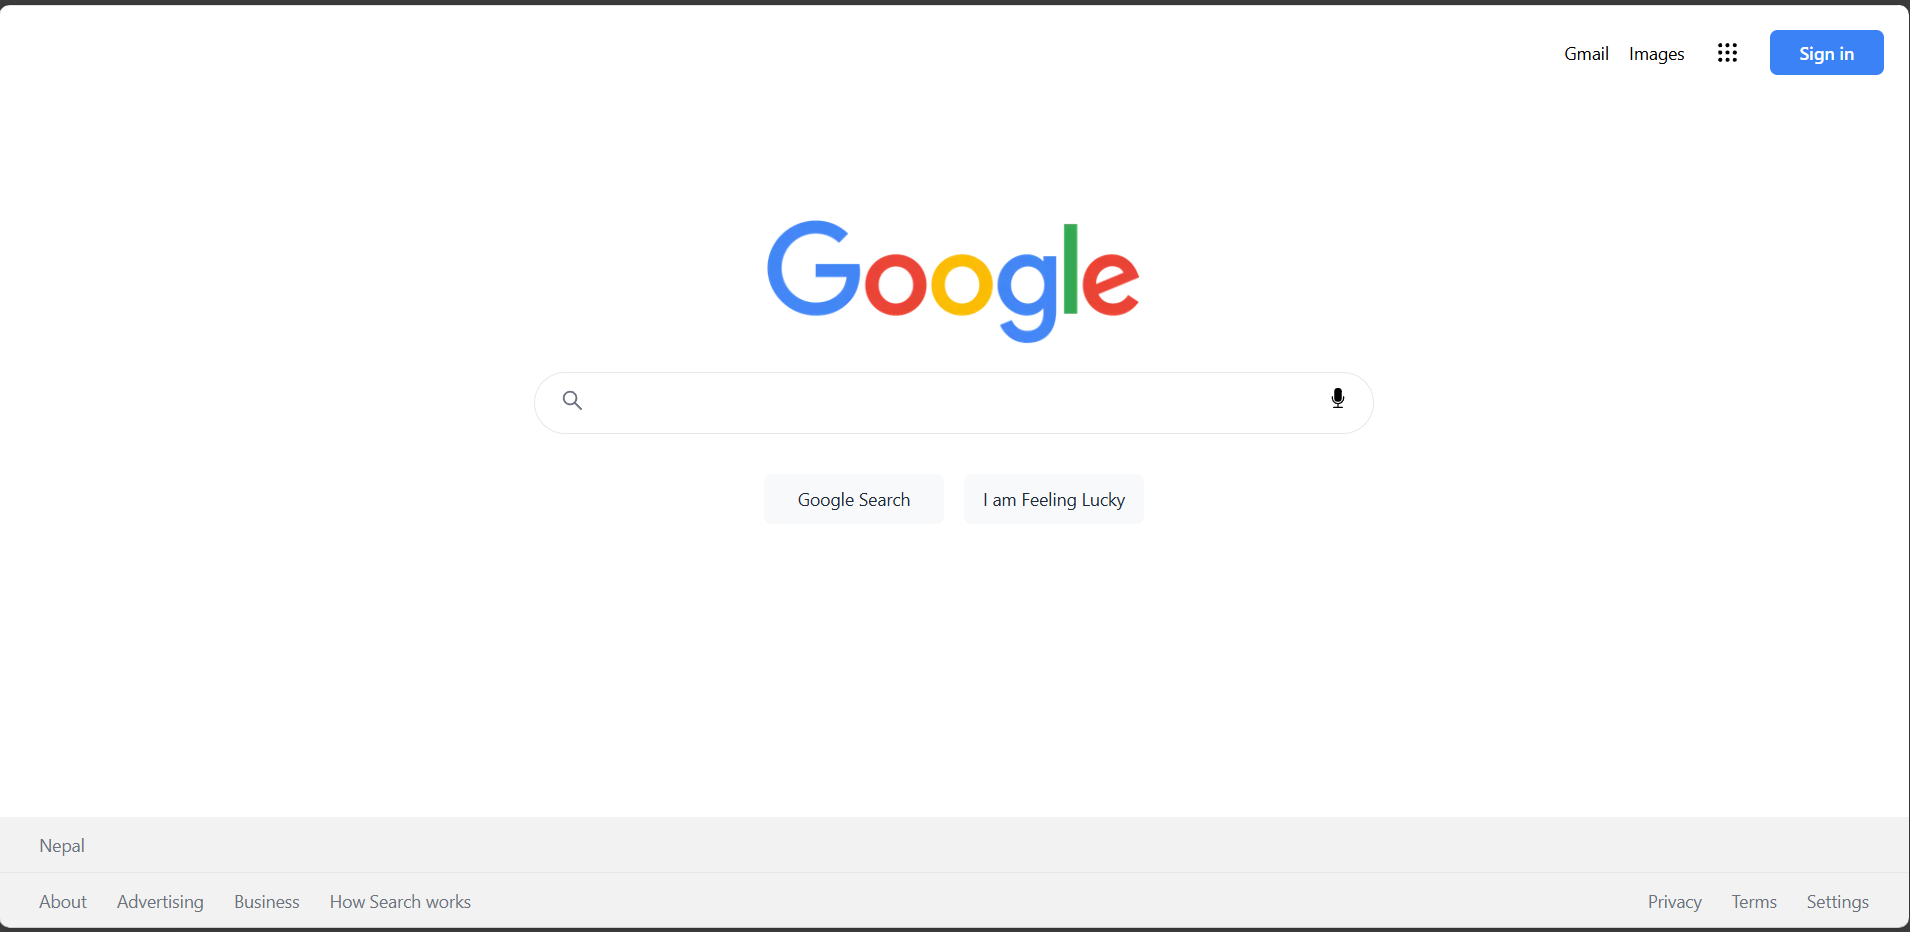 Gmail Images Sign in
Google
Google Search I am Feeling Lucky
Nepal
About Advertising Business How Search works Privacy Terms Settings